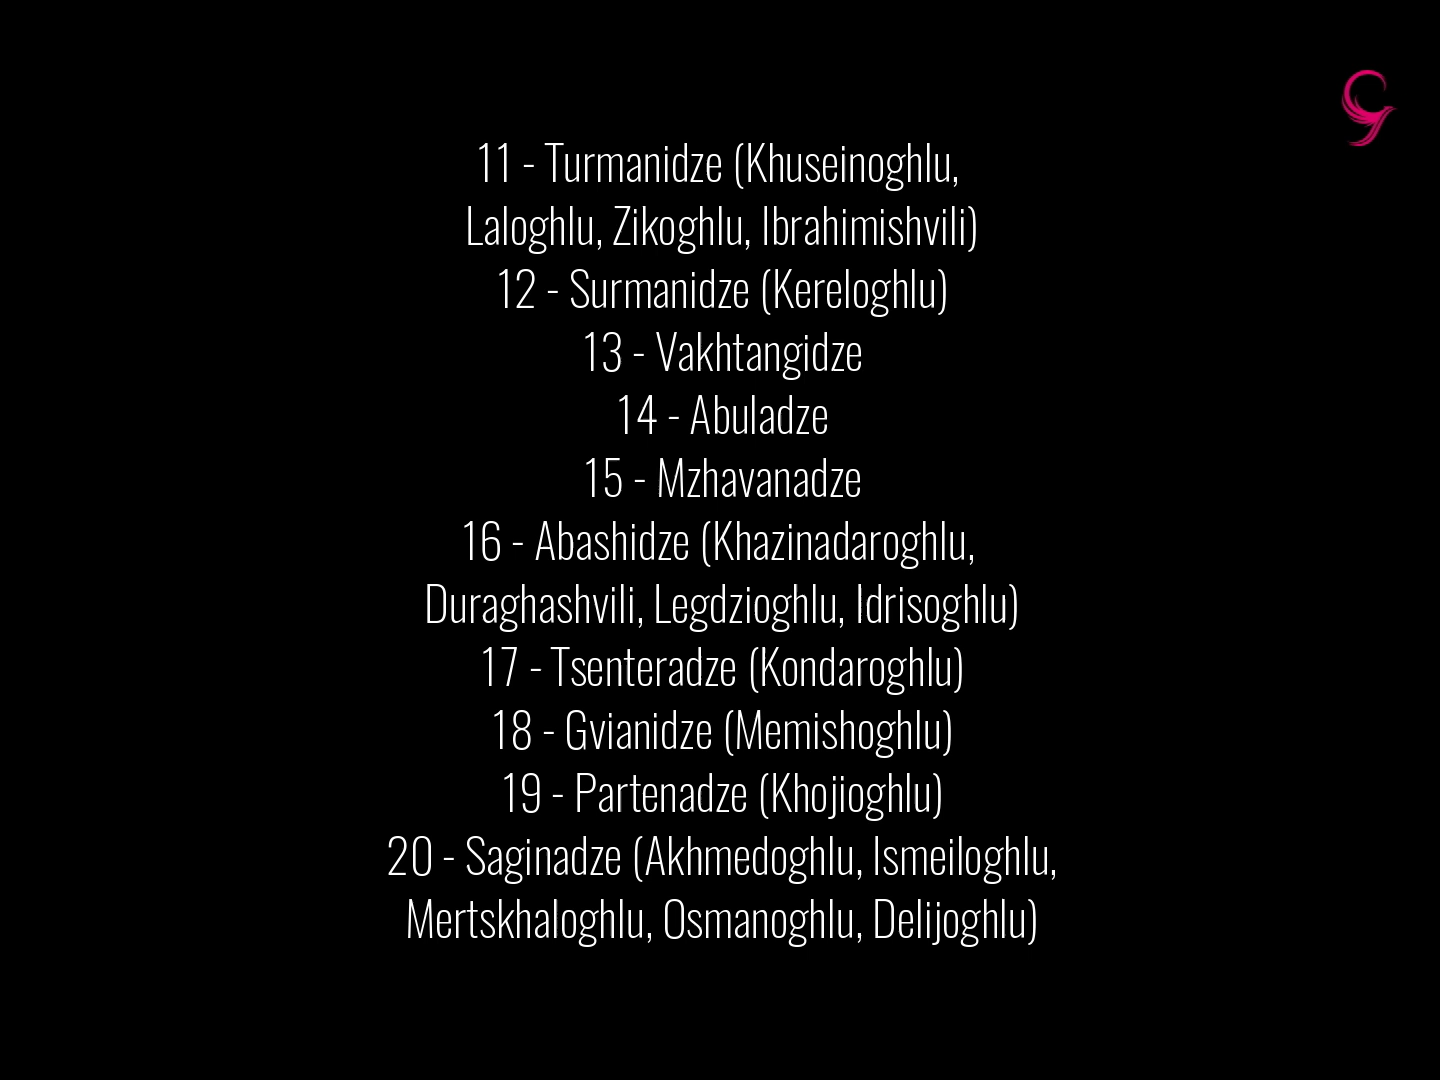 11 - Turmanidze (Khuseinoghlu,
Laloghlu, Zikoghlu, Ibrahimishvili)
12 - Surmanidze (Kereloghlu)
13 - Vakhtangidze
14 - Abuladze
15 - Mzhavanadze
16 - Abashidze (Khazinadaroghlu,
Duraghashvili, Legdzioghlu, Idrisoghlu)
17 - Tsenteradze (Kondaroghlu)
18 - Gvianidze (Memishoghlu)
19 - Partenadze (Khojioghlu)
20 - Saginadze (Akhmedoghlu, Ismeiloghlu,
Mertskhaloghlu, Osmanoghlu, Delijoghlu)